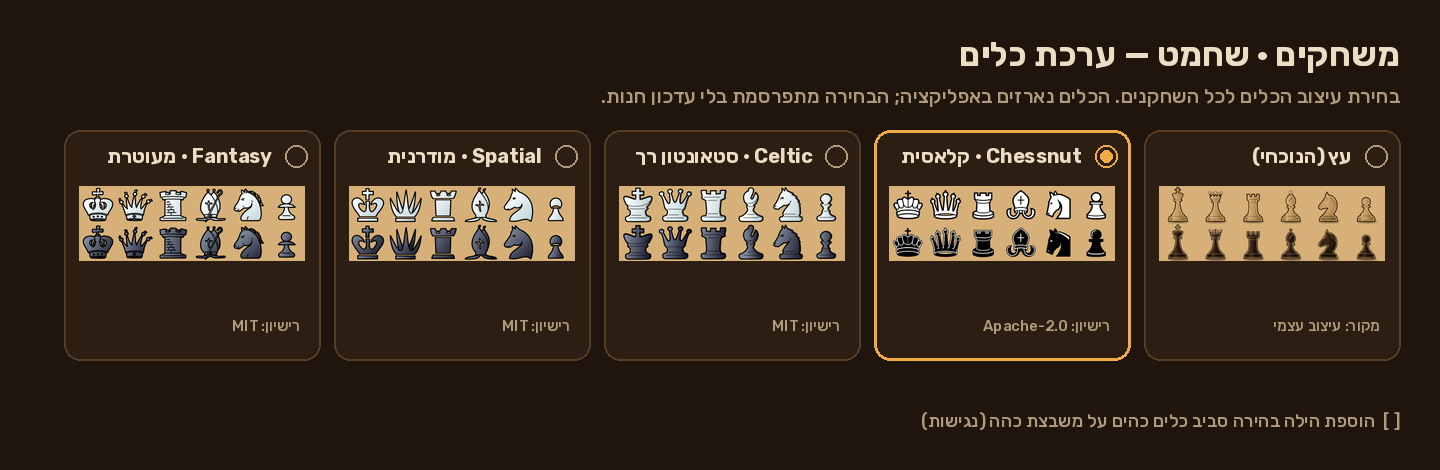 משחקים • שחמט — ערכת כלים
בחירת עיצוב הכלים לכל השחקנים. הכלים נארזים באפליקציה; הבחירה מתפרסמת בלי עדכון חנות.
עץ (הנוכחי)
מקור: עיצוב עצמי
Chessnut • קלאסית
רישיון: Apache-2.0
Celtic • סטאונטון רך
רישיון: MIT
Spatial • מודרנית
רישיון: MIT
Fantasy • מעוטרת
רישיון: MIT
[ ] הוספת הילה בהירה סביב כלים כהים על משבצת כהה (נגישות)